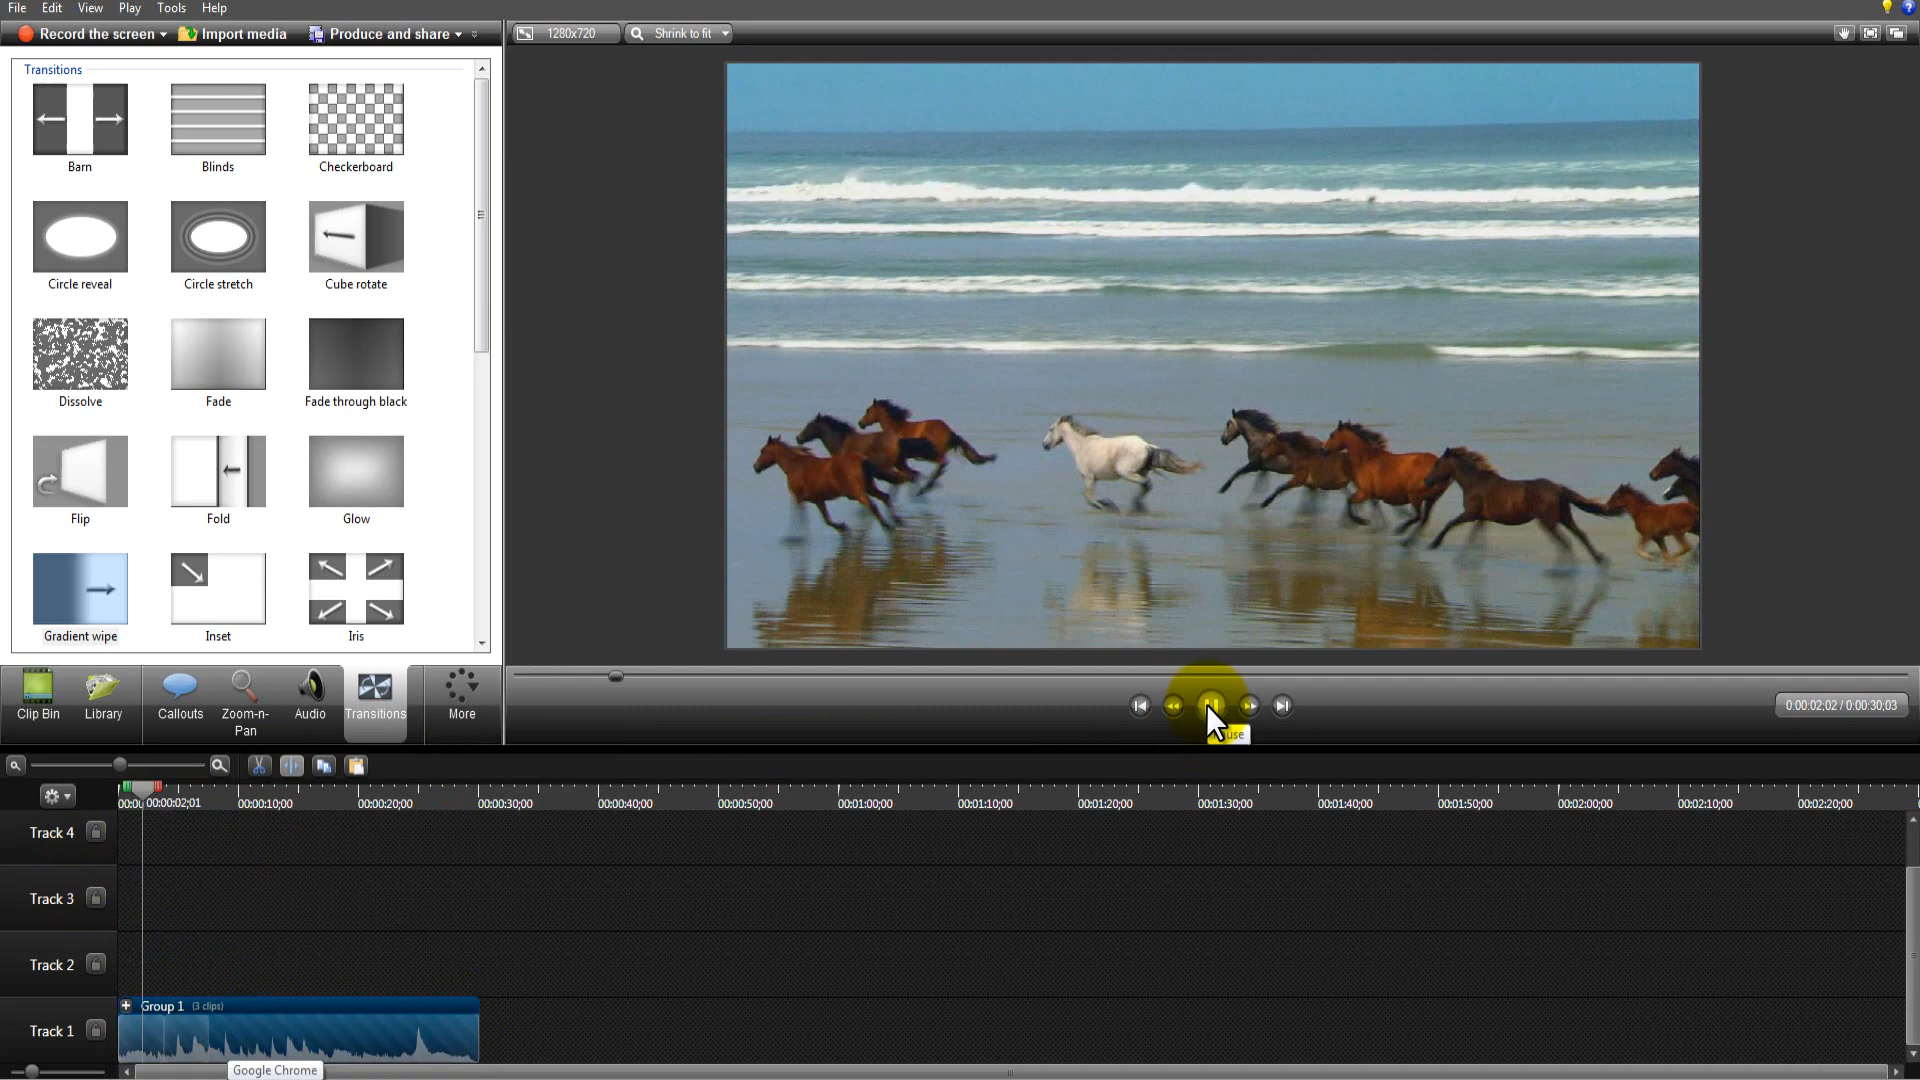 File Edit View Play Tools Help
Record the screen Import media Produce and share
1280x720 Shrink to fit
Transitions
Barn Blinds Checkerboard
Circle reveal Circle stretch Cube rotate
Dissolve Fade Fade through black
Flip Fold Glow
Gradient wipe Inset Iris
Clip Bin Library Callouts Zoom-n-Pan Audio Transitions More
0:00:02;02 / 0:00:30;03
00:00:02;01 00:00:10;00 00:00:20;00 00:00:30;00 00:00:40;00 00:00:50;00 00:01:00;00 00:01:10;00 00:01:20;00 00:01:30;00 00:01:40;00 00:01:50;00 00:02:00;00 00:02:10;00 00:02:20;00
Track 4
Track 3
Track 2
Group 1 (3 clips)
Track 1
Google Chrome